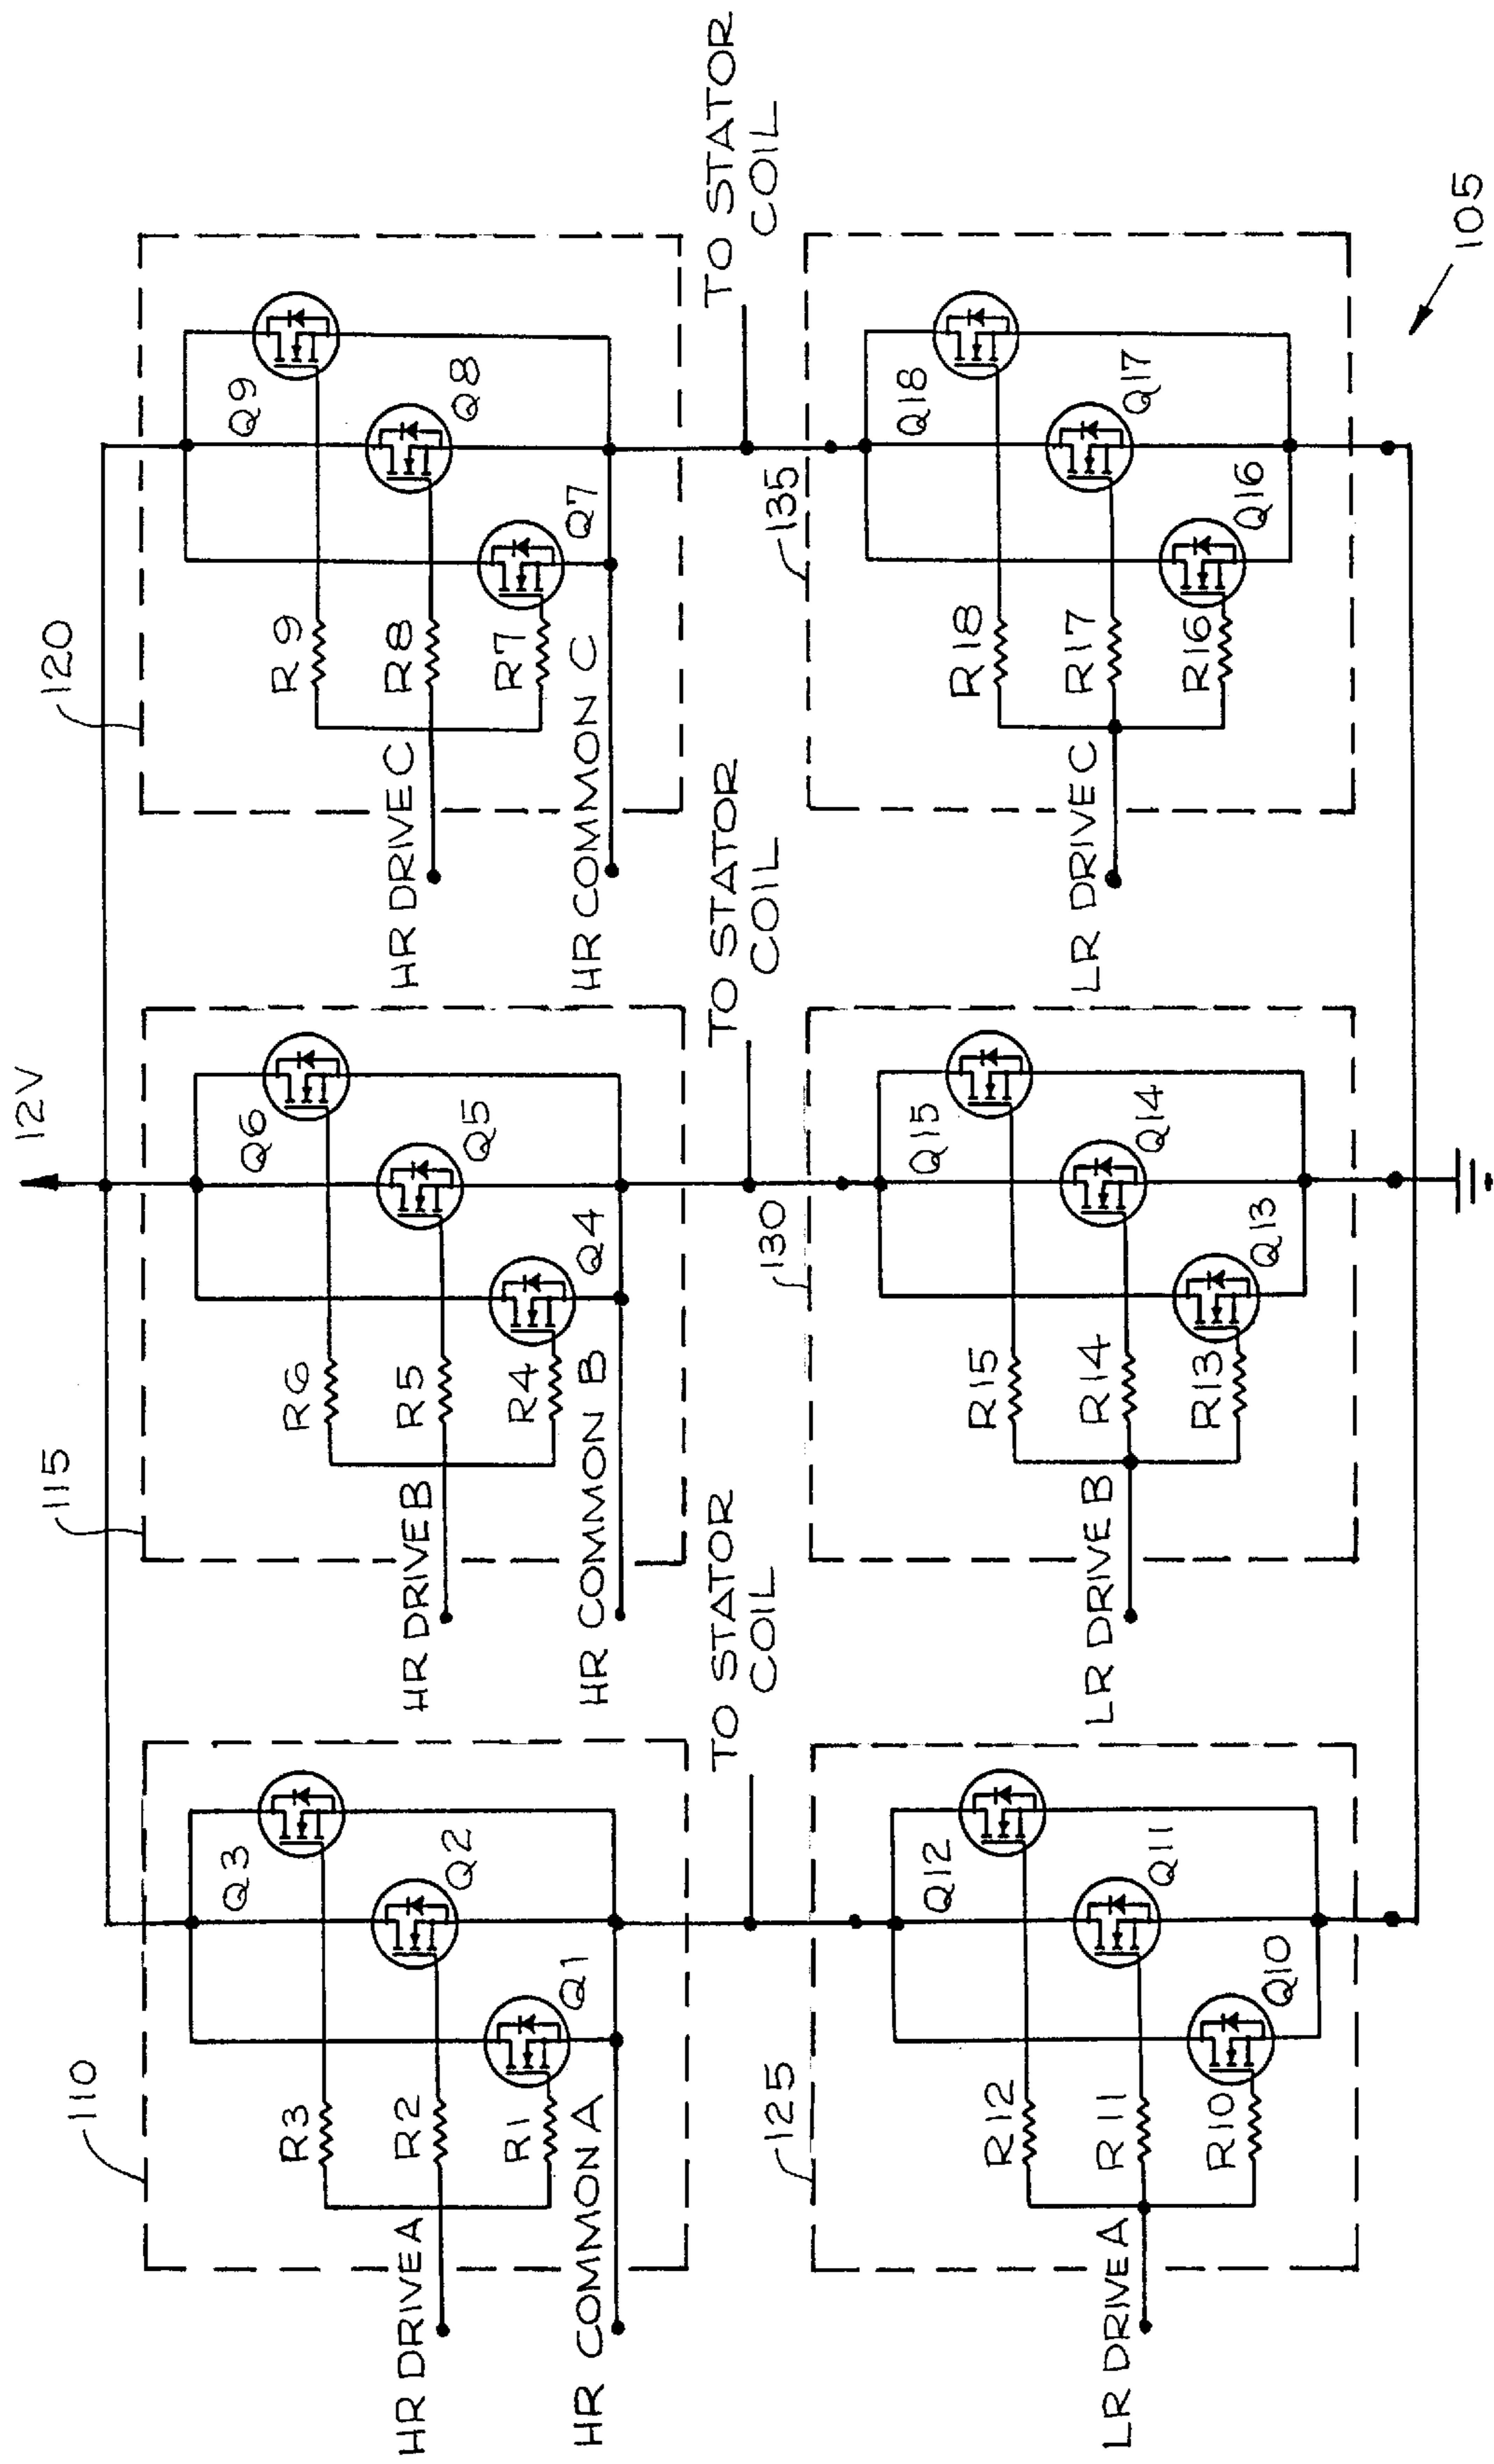 12V
110
115
120
Q3
Q6
Q9
R3
R6
R9
Q2
Q5
Q8
HR DRIVE A
R2
HR DRIVE B
R5
HR DRIVE C
R8
R1
Q1
R4
Q4
R7
Q7
HR COMMON A
HR COMMON B
HR COMMON C
TO STATOR
COIL
TO STATOR
COIL
TO STATOR
COIL
125
130
135
Q12
Q15
Q18
R12
R15
R18
Q11
Q14
Q17
LR DRIVE A
R11
LR DRIVE B
R14
LR DRIVE C
R17
R10
Q10
R13
Q13
R16
Q16
105